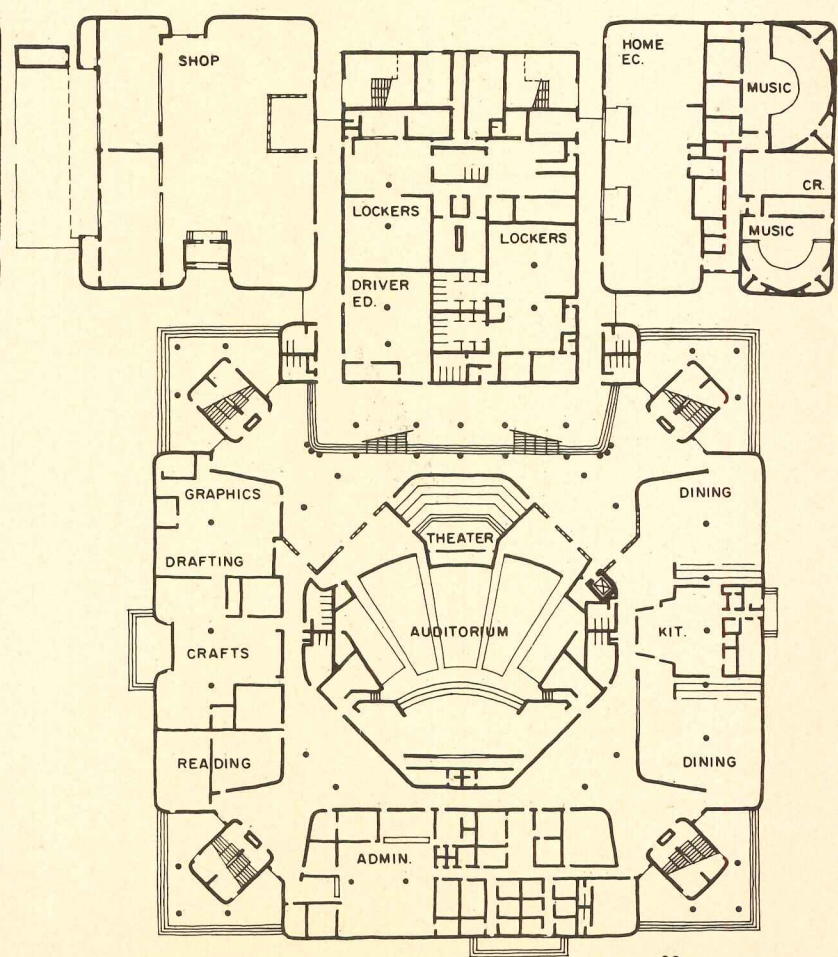 SHOP
HOME
EC.
MUSIC
CR.
MUSIC
LOCKERS
LOCKERS
DRIVER
ED.
GRAPHICS
DRAFTING
THEATER
DINING
AUDITORIUM
KIT.
CRAFTS
READING
DINING
ADMIN.